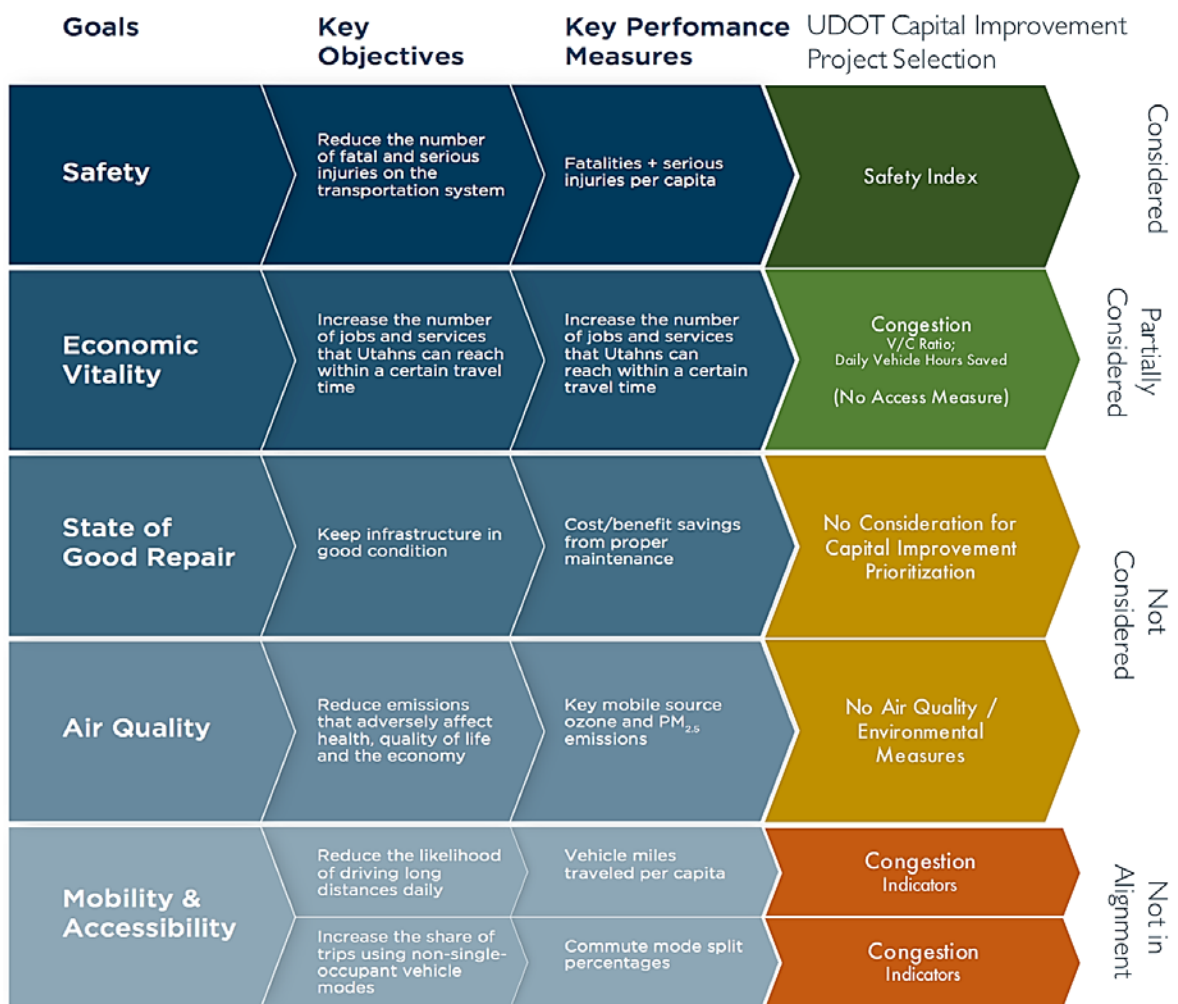 Goals
Key
Objectives
Key Perfomance
Measures
UDOT Capital Improvement
Project Selection
Safety
Reduce the number
of fatal and serious
injuries on the
transportation system
Fatalities + serious
injuries per capita
Safety Index
Considered
Economic
Vitality
Increase the number
of jobs and services
that Utahns can reach
within a certain travel
time
Increase the number
of jobs and services
that Utahns can
reach within a certain
travel time
Congestion
V/C Ratio;
Daily Vehicle Hours Saved
(No Access Measure)
Partially
Considered
State of
Good Repair
Keep infrastructure in
good condition
Cost/benefit savings
from proper
maintenance
No Consideration for
Capital Improvement
Prioritization
Not
Considered
Air Quality
Reduce emissions
that adversely affect
health, quality of life
and the economy
Key mobile source
ozone and PM2.5
emissions
No Air Quality /
Environmental
Measures
Mobility &
Accessibility
Reduce the likelihood
of driving long
distances daily
Vehicle miles
traveled per capita
Congestion
Indicators
Increase the share of
trips using non-single-
occupant vehicle
modes
Commute mode split
percentages
Congestion
Indicators
Not in
Alignment